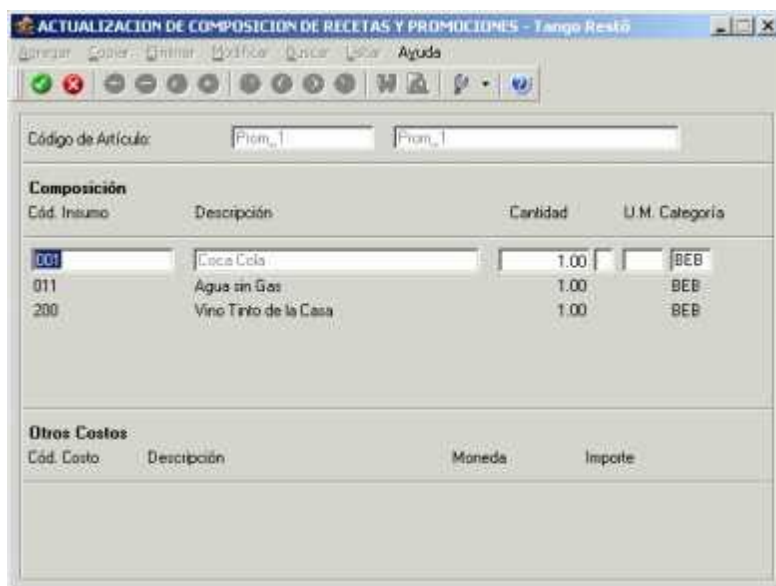 ACTUALIZACION DE COMPOSICION DE RECETAS Y PROMOCIONES - Tango Restô
Agregar Copiar Eliminar Modificar Buscar Listar Ayuda
Código de Artículo: Prom_1 Prom_1
Composición
Cód. Insumo Descripción Cantidad U.M. Categoría
001 Coca Cola 1.00 BEB
011 Agua sin Gas 1.00 BEB
200 Vino Tinto de la Casa 1.00 BEB
Otros Costos
Cód. Costo Descripción Moneda Importe